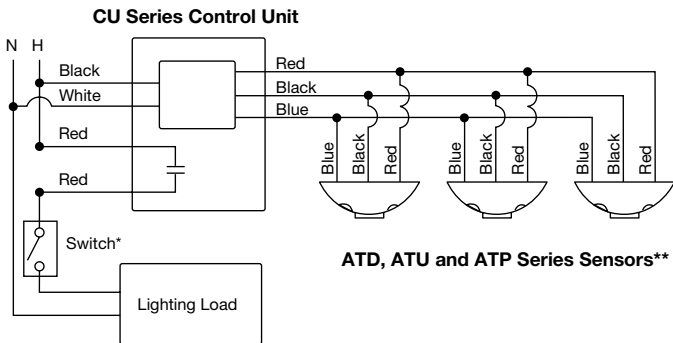 CU Series Control Unit
N H
Black
White
Red
Red
Red
Black
Blue
Blue
Black
Red
Blue
Black
Red
Blue
Black
Red
Switch*
ATD, ATU and ATP Series Sensors**
Lighting Load